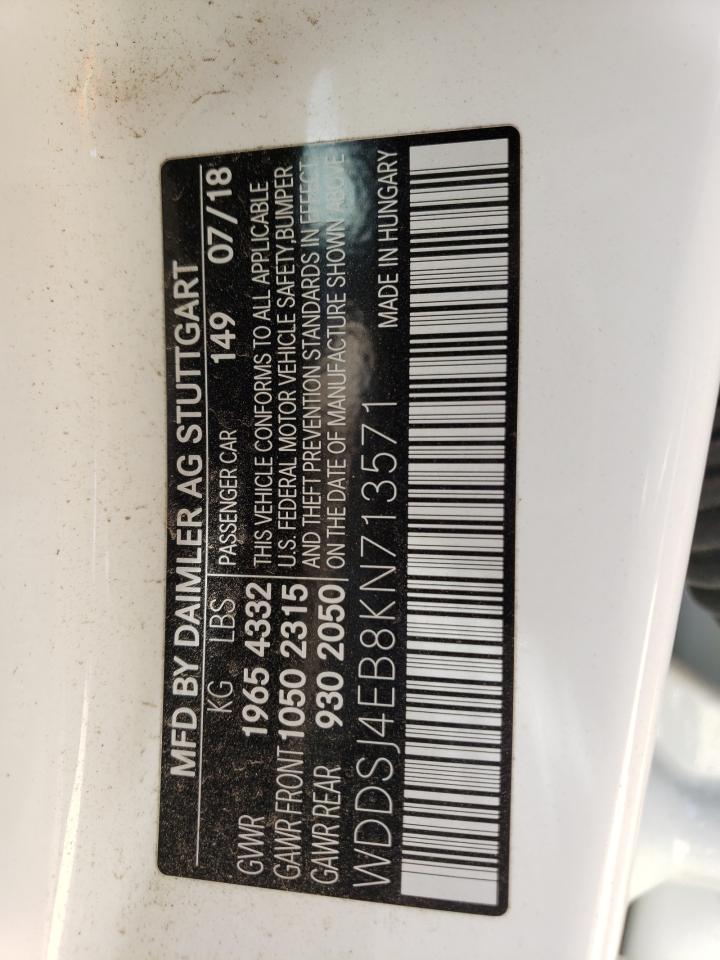 MFD BY DAIMLER AG STUTTGART
KG LBS PASSENGER CAR 149 07/18
GVWR 1965 4332 THIS VEHICLE CONFORMS TO ALL APPLICABLE
GAWR FRONT 1050 2315 U.S. FEDERAL MOTOR VEHICLE SAFETY,BUMPER
AND THEFT PREVENTION STANDARDS IN EFFECT
GAWR REAR 930 2050 ON THE DATE OF MANUFACTURE SHOWN ABOVE
WDDSJ4EB8KN713571 MADE IN HUNGARY